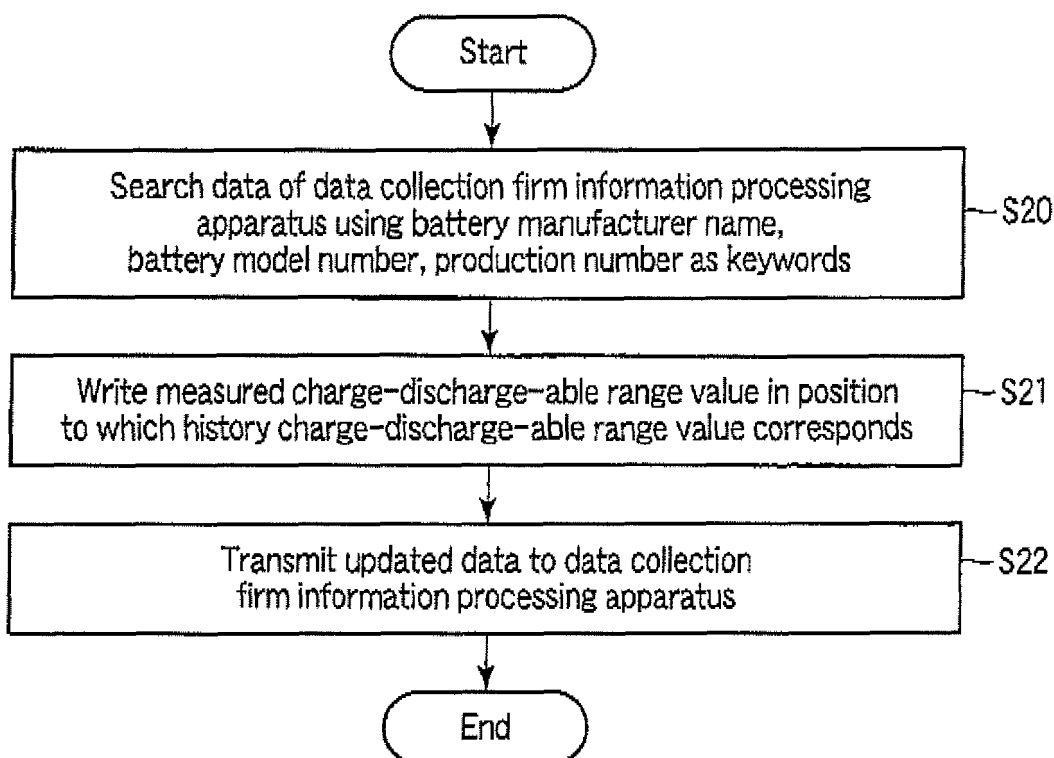 Start
Search data of data collection firm information processing
apparatus using battery manufacturer name,
battery model number, production number as keywords
S20
Write measured charge-discharge-able range value in position
to which history charge-discharge-able range value corresponds
S21
Transmit updated data to data collection
firm information processing apparatus
S22
End